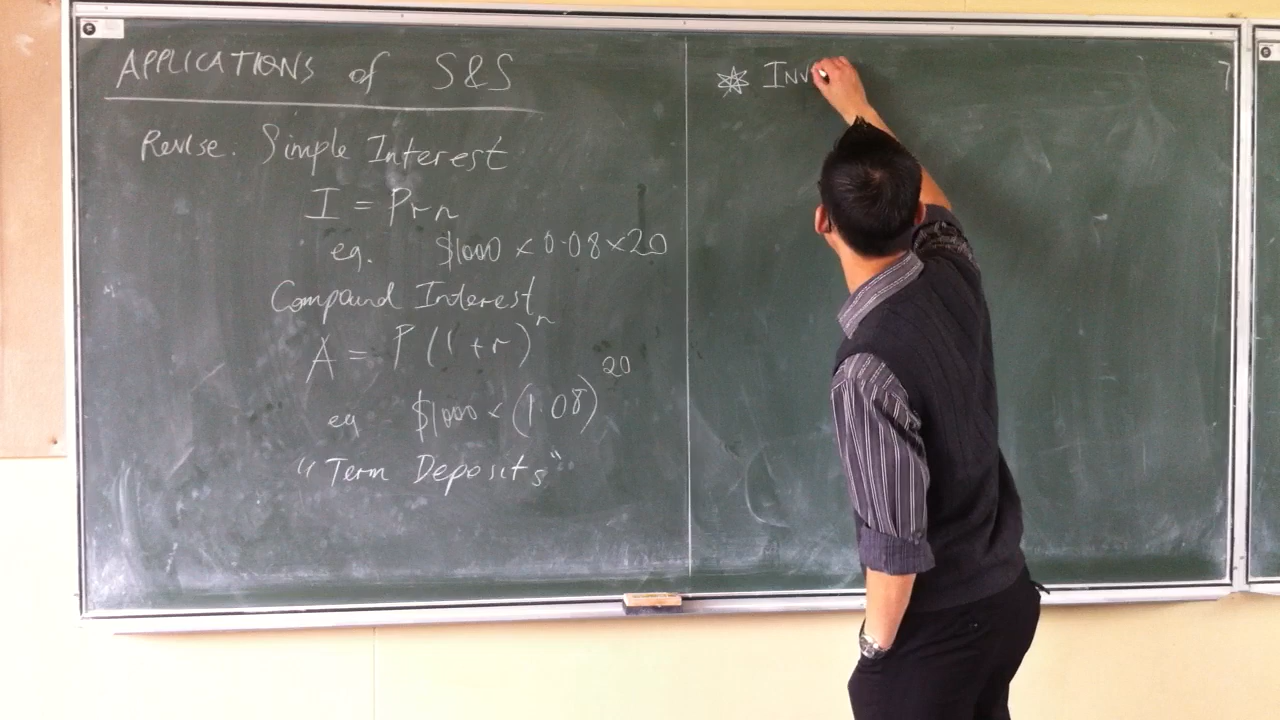 APPLICATIONS of S&S
Revise: Simple Interest
I = Prn
eg. $1000 × 0.08 × 20
Compound Interest
A = P(1+r)ⁿ
eg $1000 × (1.08)²⁰
"Term Deposits"
INV